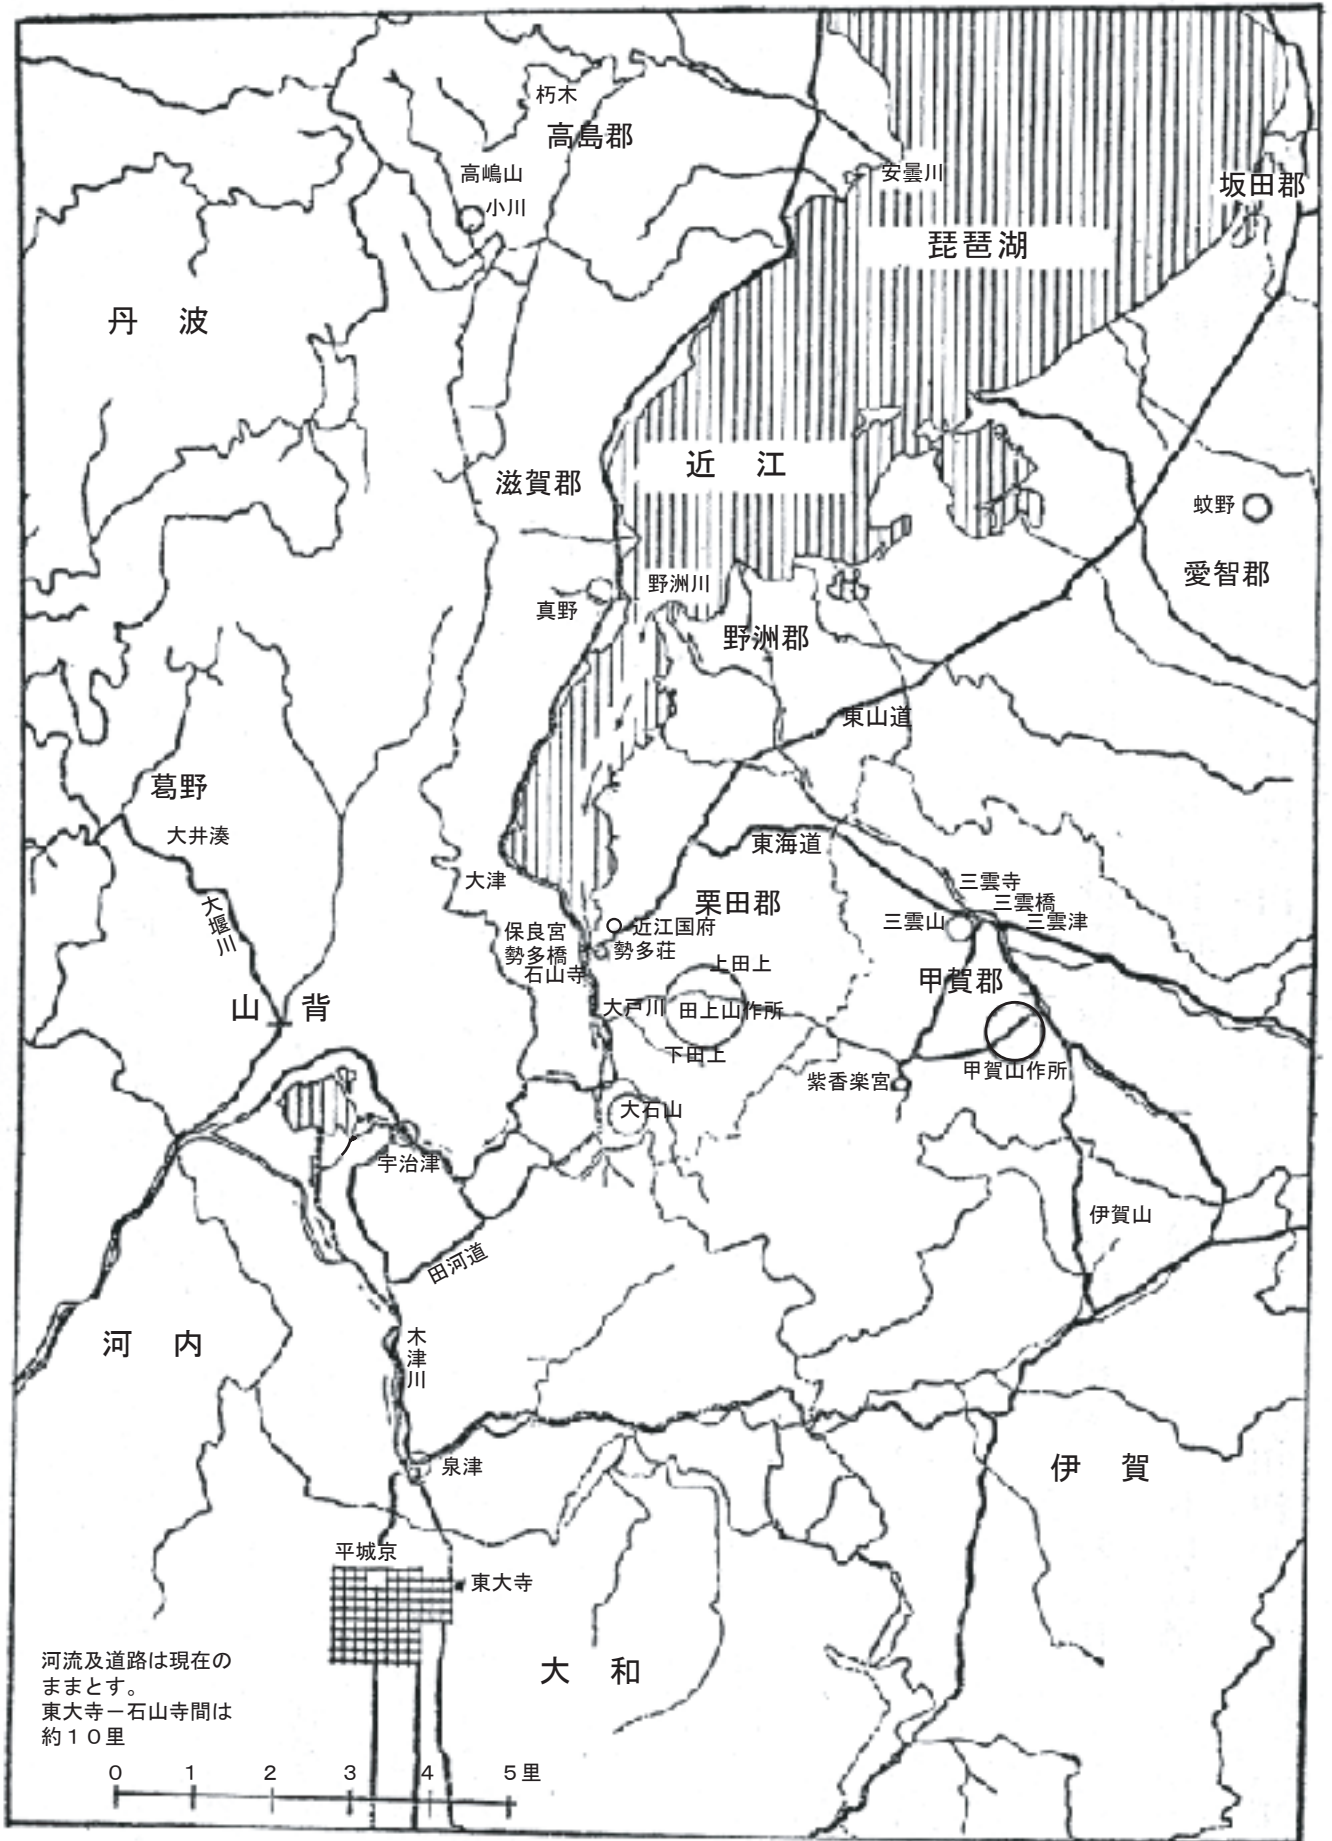 朽木
高島郡
高嶋山
小川
安曇川
坂田郡
琵琶湖
丹波
近江
滋賀郡
蚊野
愛智郡
野洲川
真野
野洲郡
東山道
葛野
大井湊
東海道
大津
大堰川
栗田郡
三雲寺
三雲橋
三雲山
三雲津
保良宮
近江国府
勢多橋
勢多荘
石山寺
上田上
甲賀郡
山背
大戸川
田上山作所
下田上
紫香楽宮
甲賀山作所
大石山
宇治津
伊賀山
田河道
河内
木津川
泉津
伊賀
平城京
東大寺
大和
河流及道路は現在の
ままとす。
東大寺－石山寺間は
約１０里
0 1 2 3 4 5里